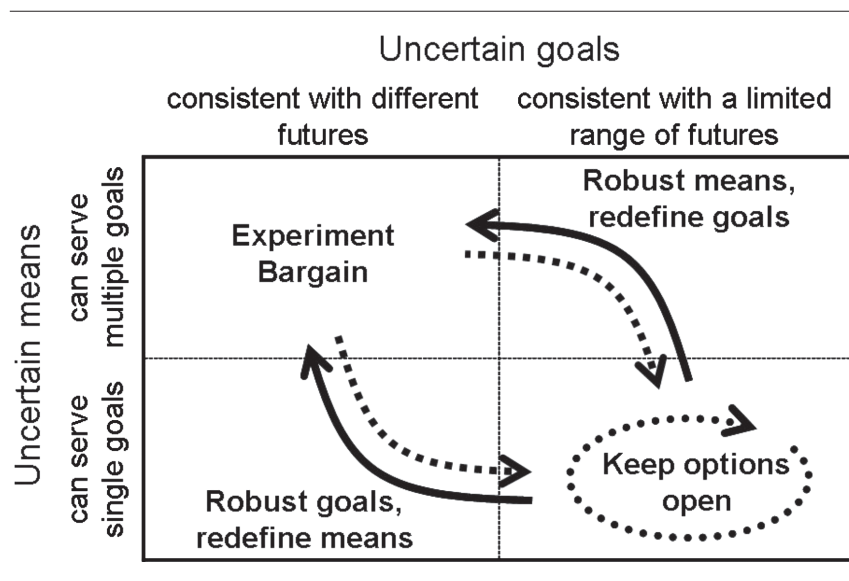 Uncertain goals
consistent with different
futures
consistent with a limited
range of futures
Uncertain means
can serve
multiple goals
can serve
single goals
Experiment
Bargain
Robust means,
redefine goals
Robust goals,
redefine means
Keep options
open